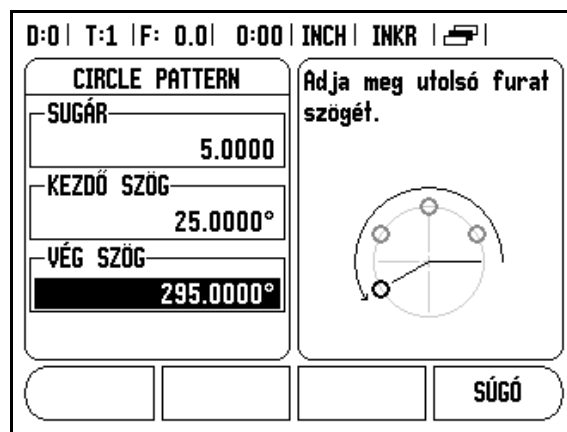 D:0 | T:1 | F: 0.0 | 0:00 | INCH | INKR |
CIRCLE PATTERN
SUGÁR
5.0000
KEZDŐ SZÖG
25.0000°
VÉG SZÖG
295.0000°
Adja meg utolsó furat
szögét.
SÚGÓ